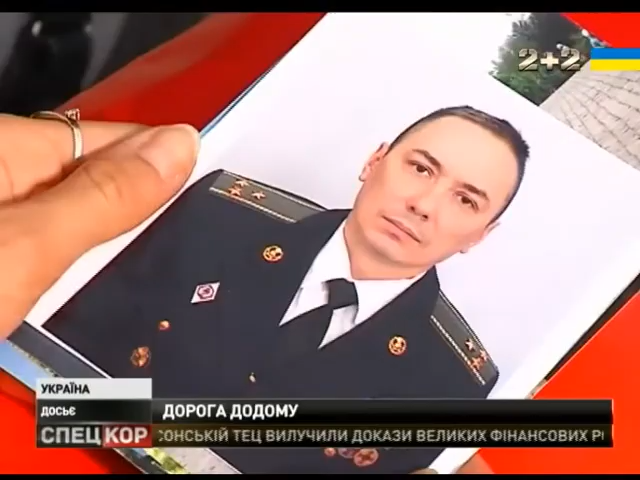 2+2
УКРАЇНА
ДОСЬЄ
ДОРОГА ДОДОМУ
СПЕЦКОР
СОНСЬКІЙ ТЕЦ ВИЛУЧИЛИ ДОКАЗИ ВЕЛИКИХ ФІНАНСОВИХ